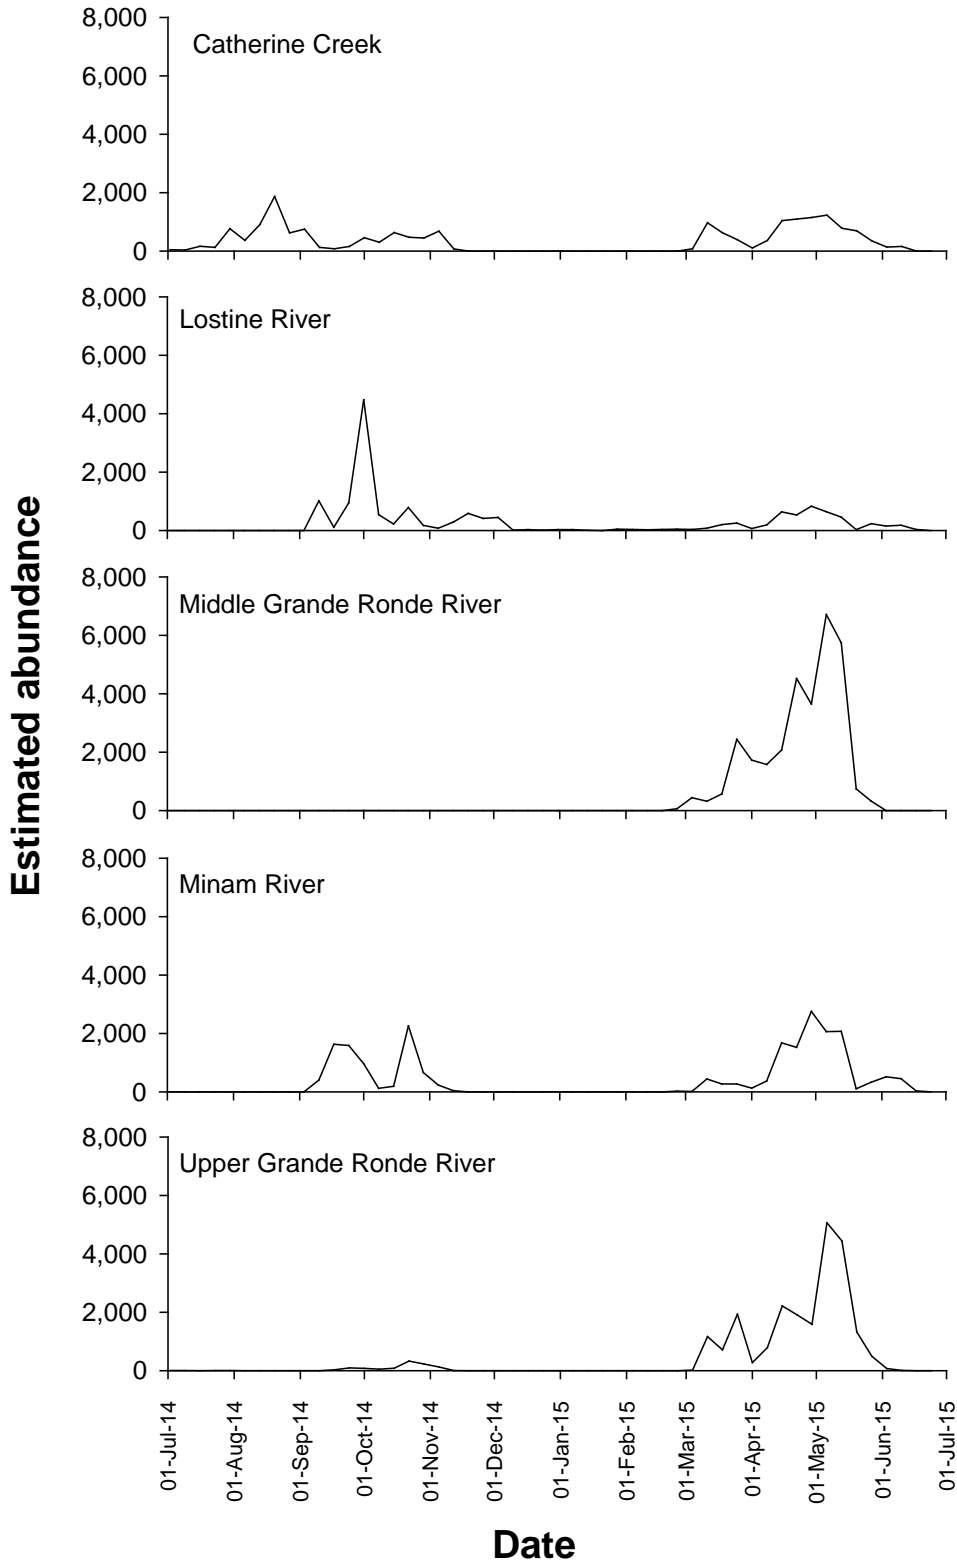 Estimated abundance
8,000
Catherine Creek
6,000
4,000
2,000
0
8,000
Lostine River
6,000
4,000
2,000
0
8,000
Middle Grande Ronde River
6,000
4,000
2,000
0
8,000
Minam River
6,000
4,000
2,000
0
8,000
Upper Grande Ronde River
6,000
4,000
2,000
0
01-Jul-14
01-Aug-14
01-Sep-14
01-Oct-14
01-Nov-14
01-Dec-14
01-Jan-15
01-Feb-15
01-Mar-15
01-Apr-15
01-May-15
01-Jun-15
01-Jul-15
Date